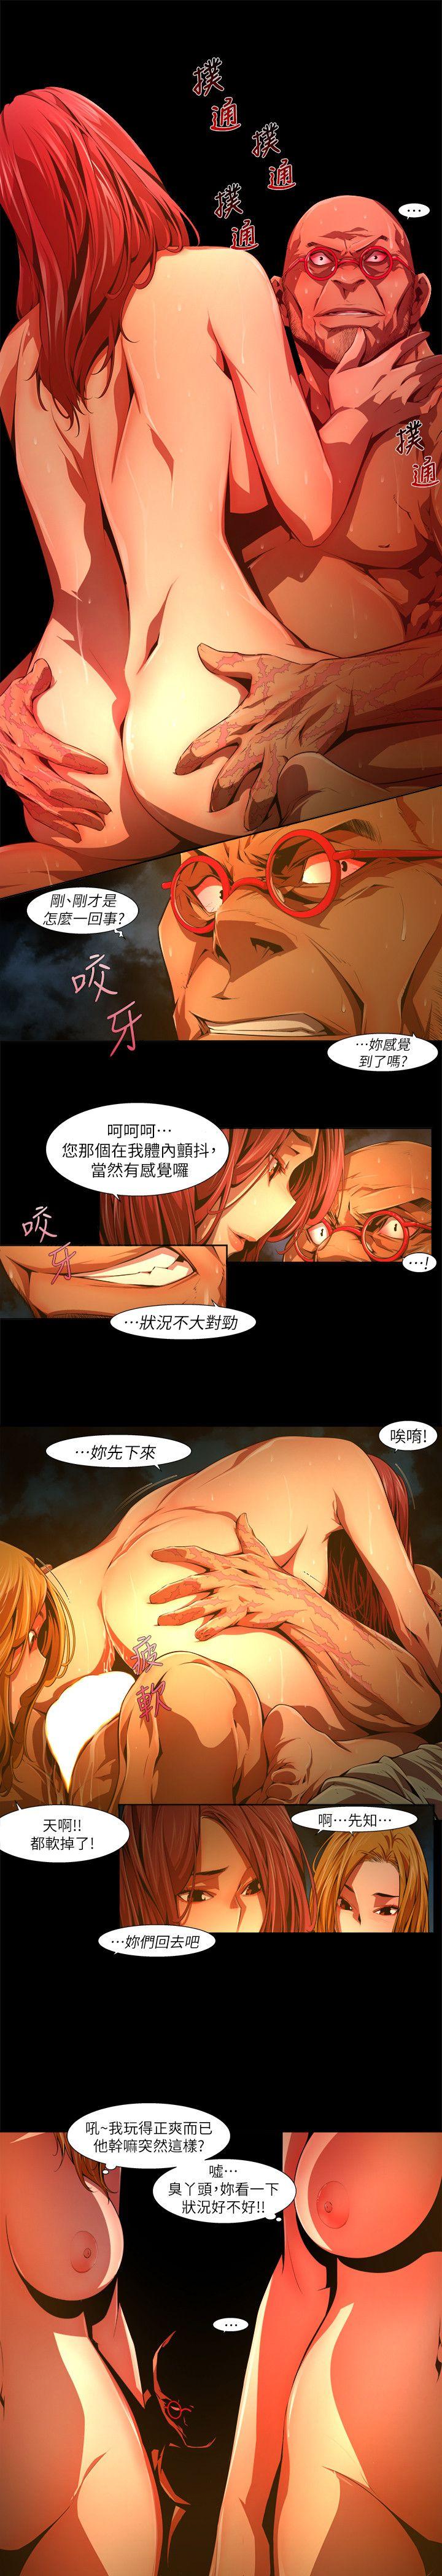 撲通
撲通
撲通
…
撲通
剛、剛才是
怎麼一回事?
咬牙
…妳感覺
到了嗎?
呵呵呵…
您那個在我體內顫抖,
當然有感覺囉
…!
咬牙
…狀況不大對勁
唉唷!
…妳先下來
疲軟
天啊!!
都軟掉了!
啊…先知…
…妳們回去吧
吼~我玩得正爽而已
他幹嘛突然這樣?
噓…
臭丫頭,妳看一下
狀況好不好!!
…